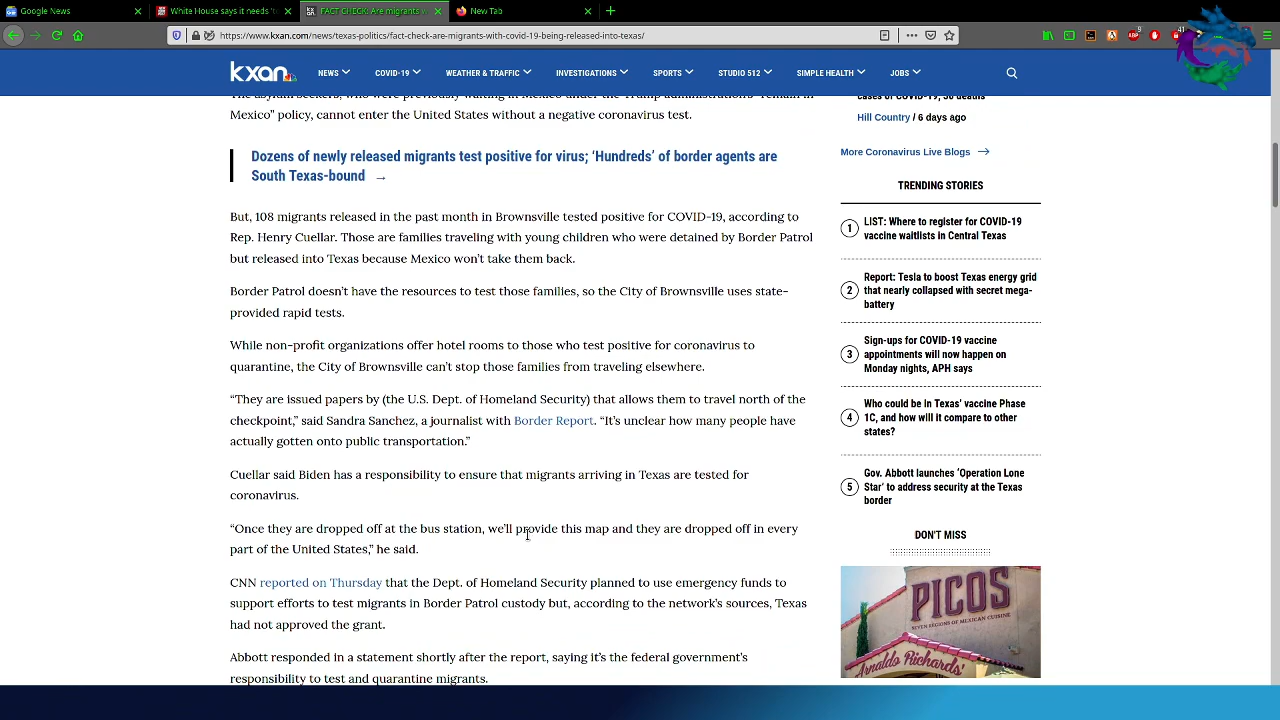 Google News
White House says it needs 't
FACT CHECK: Are migrants w
New Tab
https://www.kxan.com/news/texas-politics/fact-check-are-migrants-with-covid-19-being-released-into-texas/
kxan
NEWS
COVID-19
WEATHER & TRAFFIC
INVESTIGATIONS
SPORTS
STUDIO 512
SIMPLE HEALTH
JOBS
The asylum seekers, who were previously waiting in Mexico under the Trump administration's "Remain in
Mexico" policy, cannot enter the United States without a negative coronavirus test.
Dozens of newly released migrants test positive for virus; 'Hundreds' of border agents are
South Texas-bound →
But, 108 migrants released in the past month in Brownsville tested positive for COVID-19, according to
Rep. Henry Cuellar. Those are families traveling with young children who were detained by Border Patrol
but released into Texas because Mexico won't take them back.
Border Patrol doesn't have the resources to test those families, so the City of Brownsville uses state-
provided rapid tests.
While non-profit organizations offer hotel rooms to those who test positive for coronavirus to
quarantine, the City of Brownsville can't stop those families from traveling elsewhere.
"They are issued papers by (the U.S. Dept. of Homeland Security) that allows them to travel north of the
checkpoint," said Sandra Sanchez, a journalist with Border Report. "It's unclear how many people have
actually gotten onto public transportation."
Cuellar said Biden has a responsibility to ensure that migrants arriving in Texas are tested for
coronavirus.
"Once they are dropped off at the bus station, we'll provide this map and they are dropped off in every
part of the United States," he said.
CNN reported on Thursday that the Dept. of Homeland Security planned to use emergency funds to
support efforts to test migrants in Border Patrol custody but, according to the network's sources, Texas
had not approved the grant.
Abbott responded in a statement shortly after the report, saying it's the federal government's
responsibility to test and quarantine migrants.
cases of COVID-19, 30 deaths
Hill Country / 6 days ago
More Coronavirus Live Blogs →
TRENDING STORIES
1 LIST: Where to register for COVID-19
vaccine waitlists in Central Texas
2 Report: Tesla to boost Texas energy grid
that nearly collapsed with secret mega-
battery
3 Sign-ups for COVID-19 vaccine
appointments will now happen on
Monday nights, APH says
4 Who could be in Texas' vaccine Phase
1C, and how will it compare to other
states?
5 Gov. Abbott launches 'Operation Lone
Star' to address security at the Texas
border
DON'T MISS
PICOS
SEVEN REGIONS OF MEXICAN CUISINE
Arnaldo Richards'